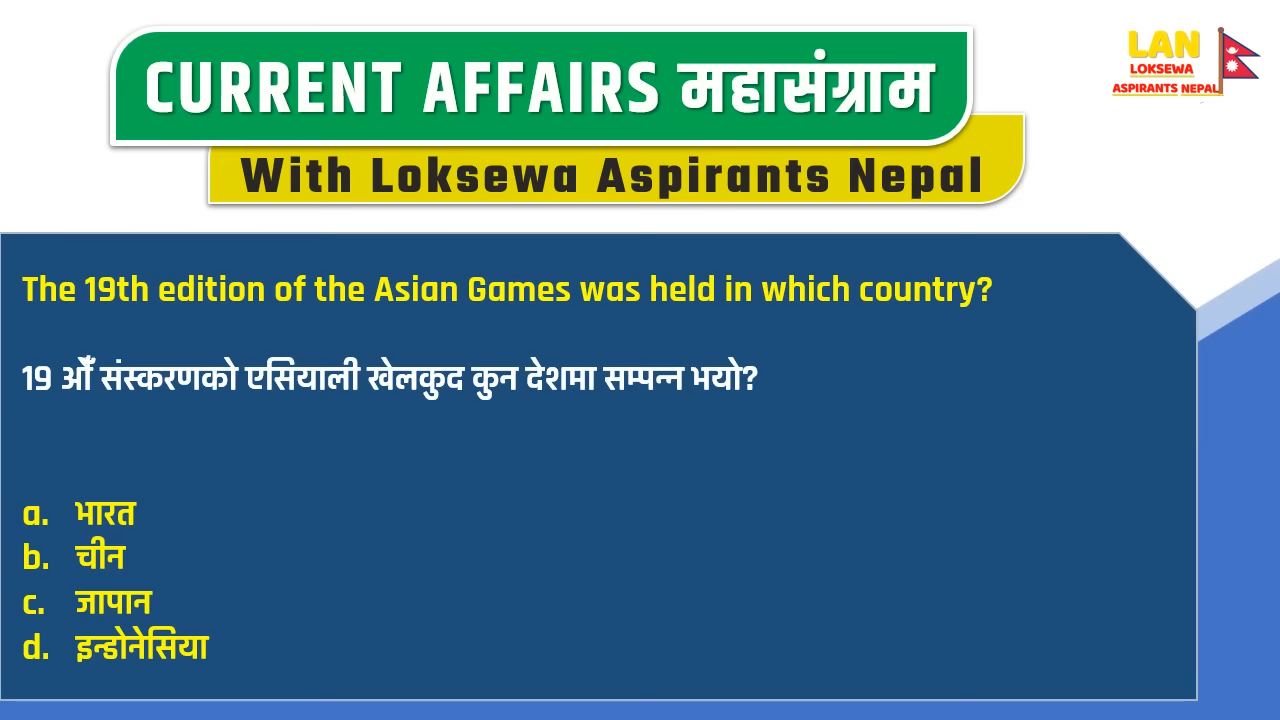 CURRENT AFFAIRS महासंग्राम
With Loksewa Aspirants Nepal
LAN
LOKSEWA
ASPIRANTS NEPAL
The 19th edition of the Asian Games was held in which country?
19 औँ संस्करणको एसियाली खेलकुद कुन देशमा सम्पन्न भयो?
a. भारत
b. चीन
c. जापान
d. इन्डोनेसिया